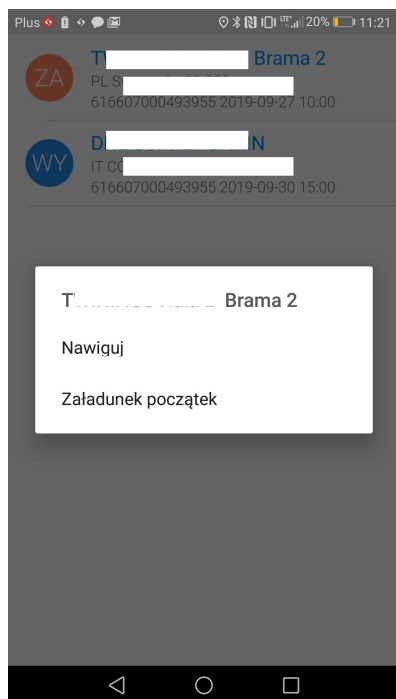 Plus 20% 11:21
ZA
Brama 2
PL
616607000493955 2019-09-27 10:00
WY
IT
616607000493955 2019-09-30 15:00
Brama 2
Nawiguj
Załadunek początek